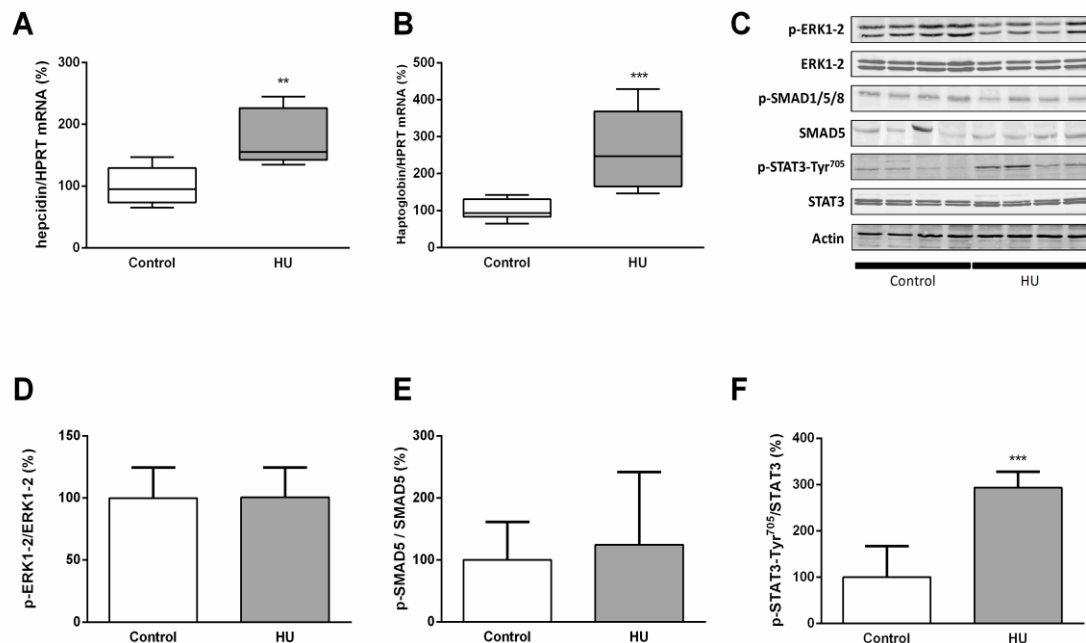 A
hepcidin/HPRT mRNA (%)
300
200
100
0
**
Control
HU
B
Haptoglobin/HPRT mRNA (%)
500
400
300
200
100
0
***
Control
HU
C
p-ERK1-2
ERK1-2
p-SMAD1/5/8
SMAD5
p-STAT3-Tyr⁷⁰⁵
STAT3
Actin
Control
HU
D
p-ERK1-2/ERK1-2 (%)
150
100
50
0
Control
HU
E
p-SMAD5 / SMAD5 (%)
300
200
100
0
Control
HU
F
p-STAT3-Tyr⁷⁰⁵/STAT3 (%)
400
300
200
100
0
***
Control
HU